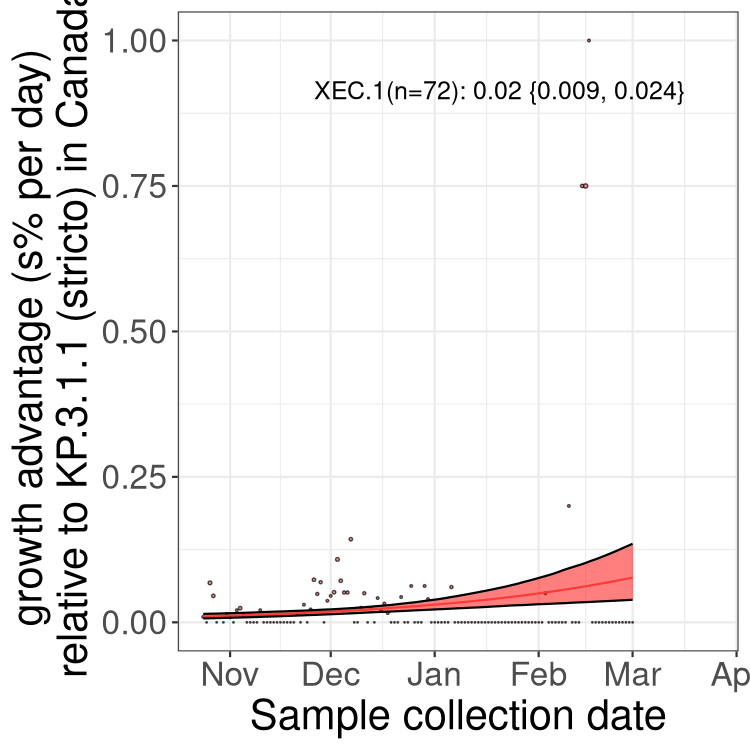 growth advantage (s% per day)
relative to KP.3.1.1 (stricto) in Canada
1.00
XEC.1(n=72): 0.02 {0.009, 0.024}
0.75
0.50
0.25
0.00
Nov Dec Jan Feb Mar Ap
Sample collection date